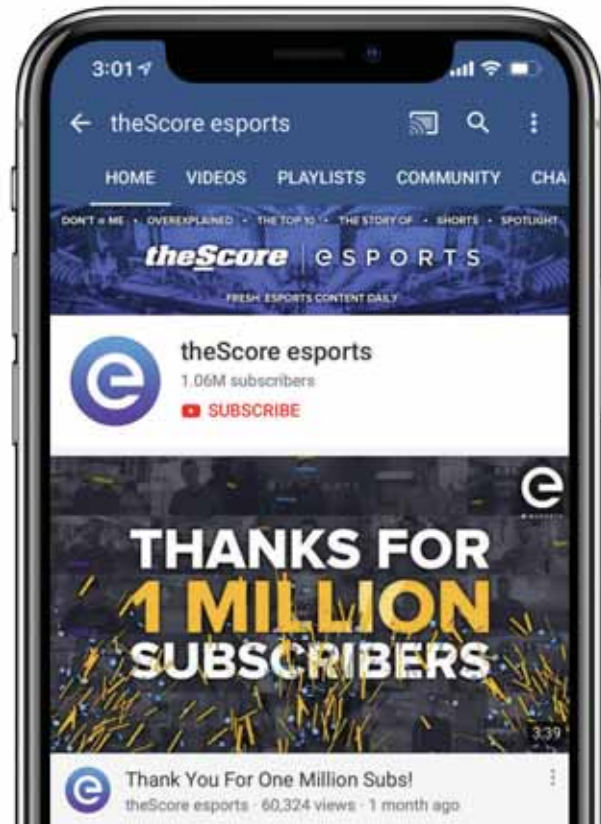 3:01
theScore esports
HOME VIDEOS PLAYLISTS COMMUNITY CHA
DON'T @ ME • OVEREXPLAINED • THE TOP 10 • THE STORY OF • SHORTS • SPOTLIGHT
theScore | eSPORTS
FRESH ESPORTS CONTENT DAILY
theScore esports
1.06M subscribers
SUBSCRIBE
e
THANKS FOR
1 MILLION
SUBSCRIBERS
3:39
Thank You For One Million Subs!
theScore esports · 60,324 views · 1 month ago